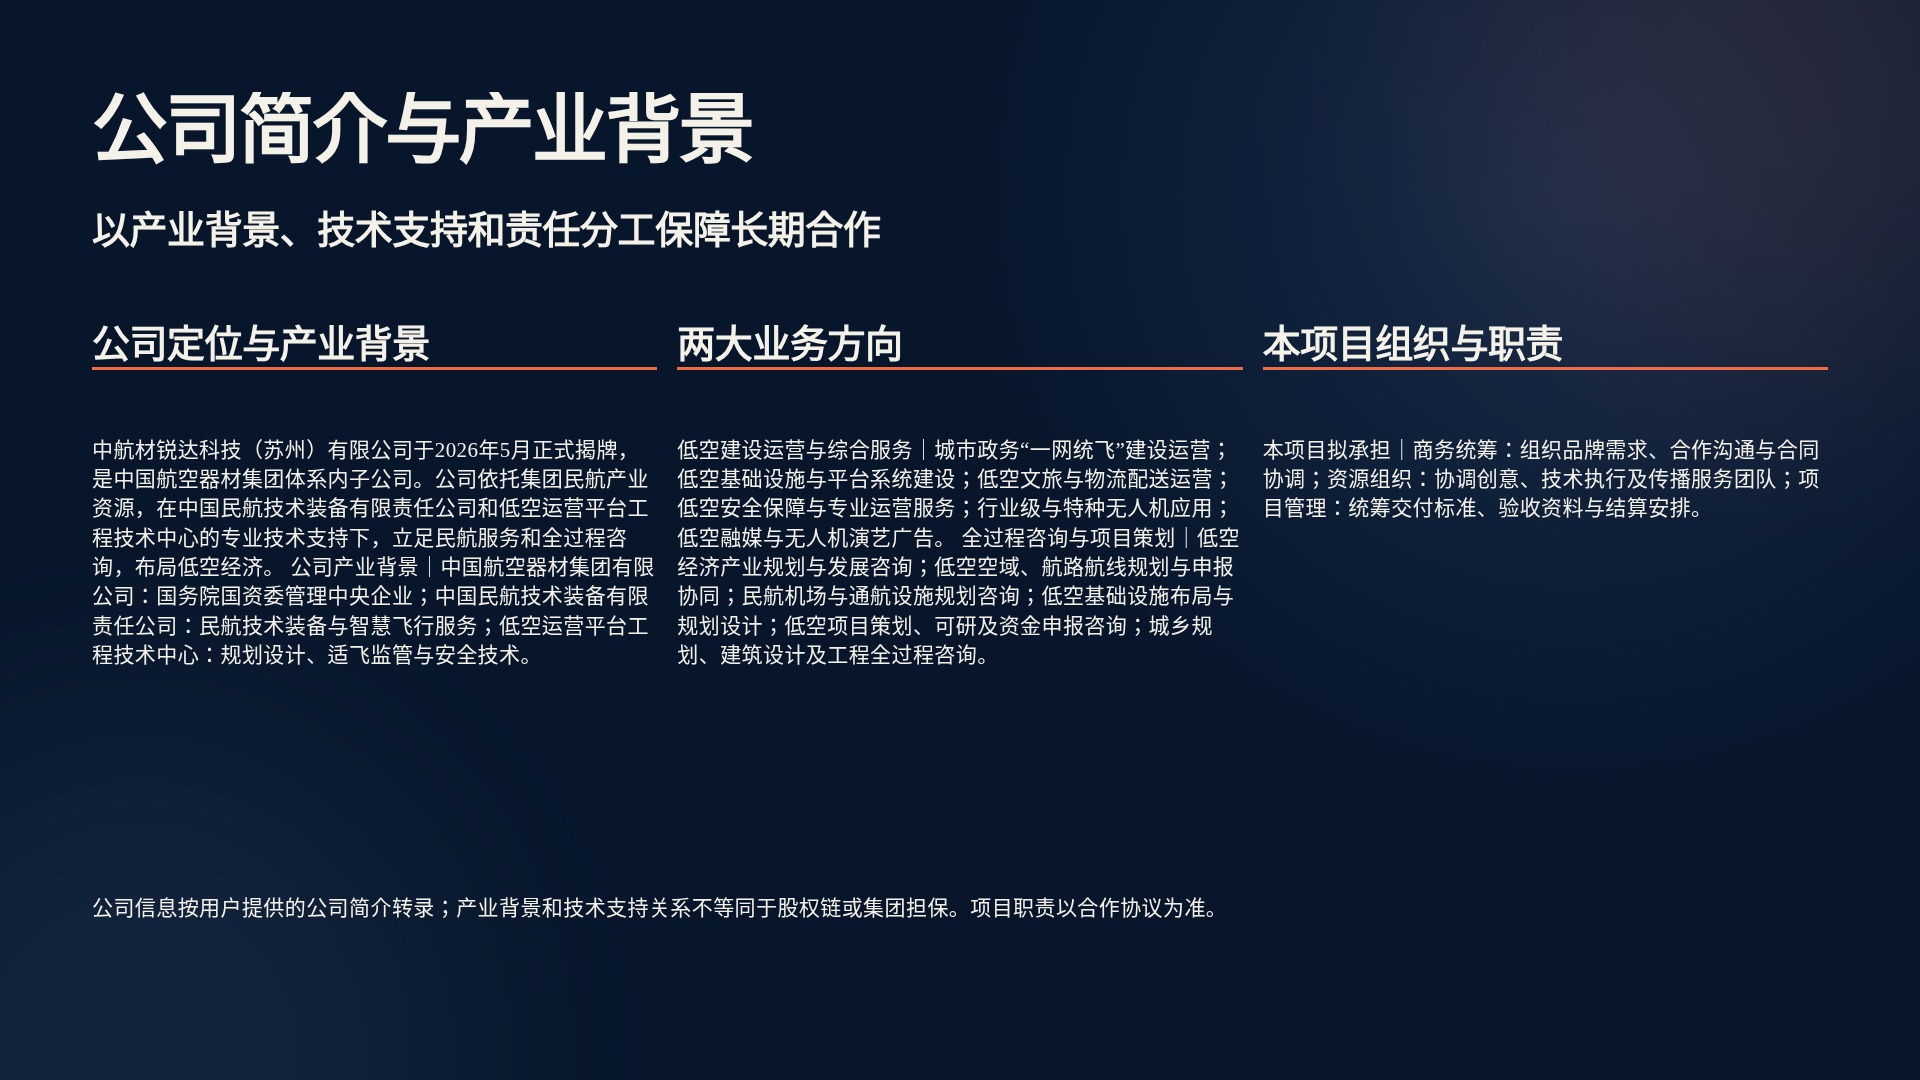 公司简介与产业背景
以产业背景、技术支持和责任分工保障长期合作
公司定位与产业背景
中航材锐达科技（苏州）有限公司于2026年5月正式揭牌，
是中国航空器材集团体系内子公司。公司依托集团民航产业
资源，在中国民航技术装备有限责任公司和低空运营平台工
程技术中心的专业技术支持下，立足民航服务和全过程咨
询，布局低空经济。 公司产业背景｜中国航空器材集团有限
公司：国务院国资委管理中央企业；中国民航技术装备有限
责任公司：民航技术装备与智慧飞行服务；低空运营平台工
程技术中心：规划设计、适飞监管与安全技术。
两大业务方向
低空建设运营与综合服务｜城市政务“一网统飞”建设运营；
低空基础设施与平台系统建设；低空文旅与物流配送运营；
低空安全保障与专业运营服务；行业级与特种无人机应用；
低空融媒与无人机演艺广告。 全过程咨询与项目策划｜低空
经济产业规划与发展咨询；低空空域、航路航线规划与申报
协同；民航机场与通航设施规划咨询；低空基础设施布局与
规划设计；低空项目策划、可研及资金申报咨询；城乡规
划、建筑设计及工程全过程咨询。
本项目组织与职责
本项目拟承担｜商务统筹：组织品牌需求、合作沟通与合同
协调；资源组织：协调创意、技术执行及传播服务团队；项
目管理：统筹交付标准、验收资料与结算安排。
公司信息按用户提供的公司简介转录；产业背景和技术支持关系不等同于股权链或集团担保。项目职责以合作协议为准。